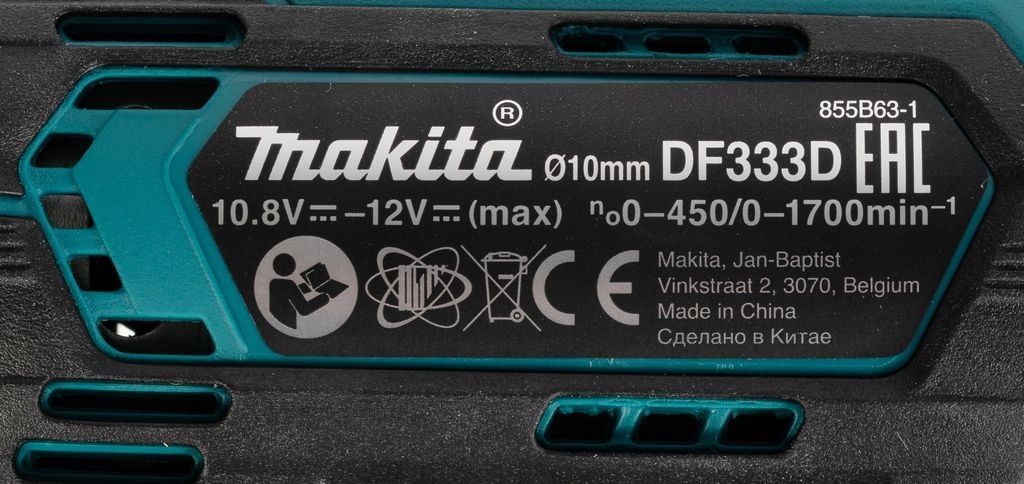 855B63-1
makita® Ø10mm DF333D EAC
10.8V⎓–12V⎓(max) no0–450/0–1700min⁻¹
CE
Makita, Jan-Baptist
Vinkstraat 2, 3070, Belgium
Made in China
Сделано в Китае